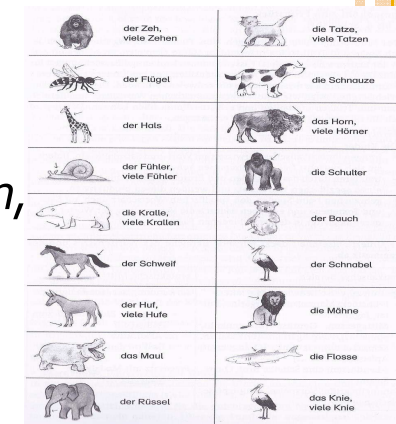 der Zeh,
viele Zehen
die Tatze,
viele Tatzen
der Flügel
die Schnauze
der Hals
das Horn,
viele Hörner
der Fühler,
viele Fühler
die Schulter
n,
die Kralle,
viele Krallen
der Bauch
der Schweif
der Schnabel
der Huf,
viele Hufe
die Mähne
das Maul
die Flosse
der Rüssel
das Knie,
viele Knie